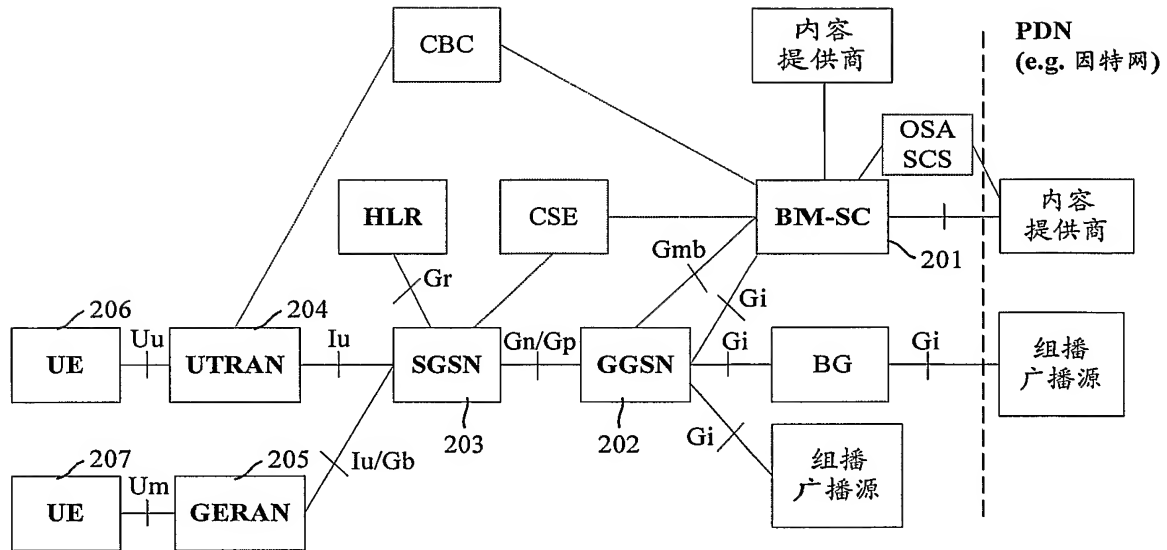 CBC
内容
提供商
PDN
(e.g. 因特网)
OSA
SCS
HLR
CSE
BM-SC
内容
提供商
201
Gmb
Gr
Gi
206
204
UE
Uu
UTRAN
Iu
SGSN
Gn/Gp
GGSN
Gi
BG
Gi
组播
广播源
203
202
Gi
207
205
Iu/Gb
组播
广播源
UE
Um
GERAN